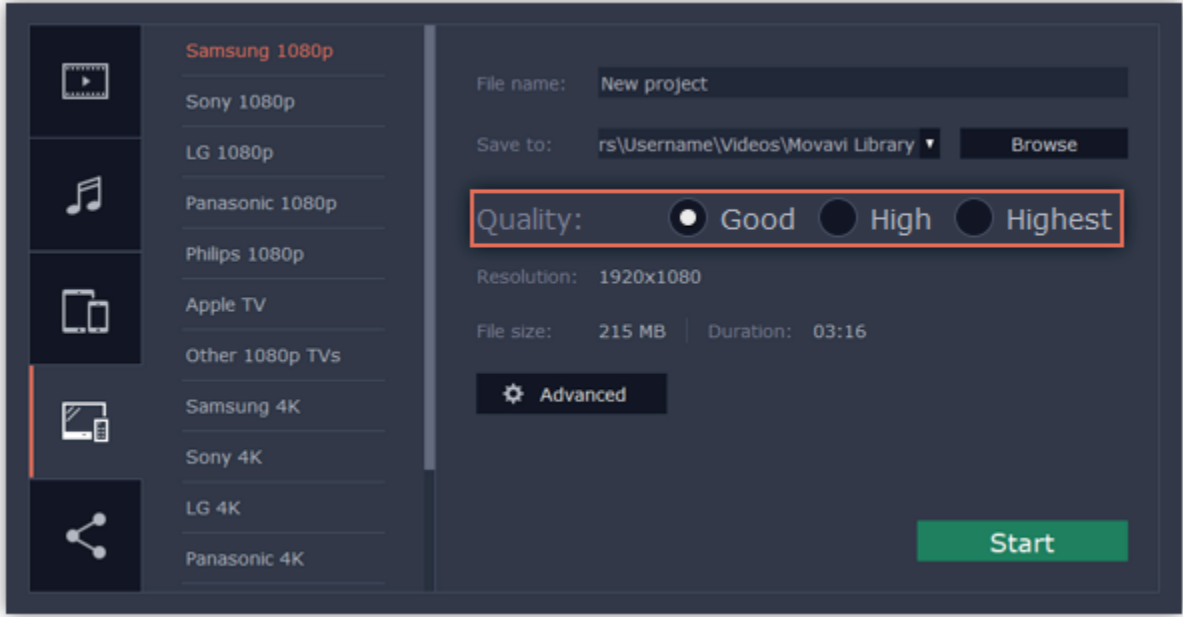 Samsung 1080p
Sony 1080p
LG 1080p
Panasonic 1080p
Philips 1080p
Apple TV
Other 1080p TVs
Samsung 4K
Sony 4K
LG 4K
Panasonic 4K
File name: New project
Save to: rs\Username\Videos\Movavi Library Browse
Quality: Good High Highest
Resolution: 1920x1080
File size: 215 MB Duration: 03:16
Advanced
Start